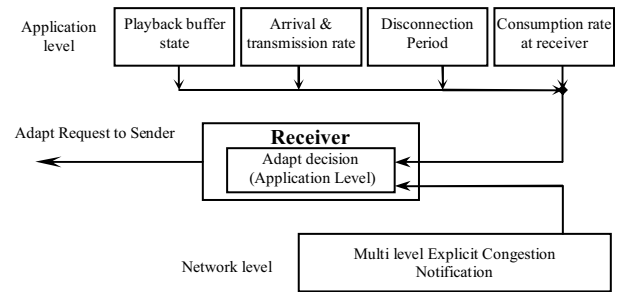 Application
level
Playback buffer
state
Arrival &
transmission rate
Disconnection
Period
Consumption rate
at receiver
Adapt Request to Sender
Receiver
Adapt decision
(Application Level)
Network level
Multi level Explicit Congestion
Notification